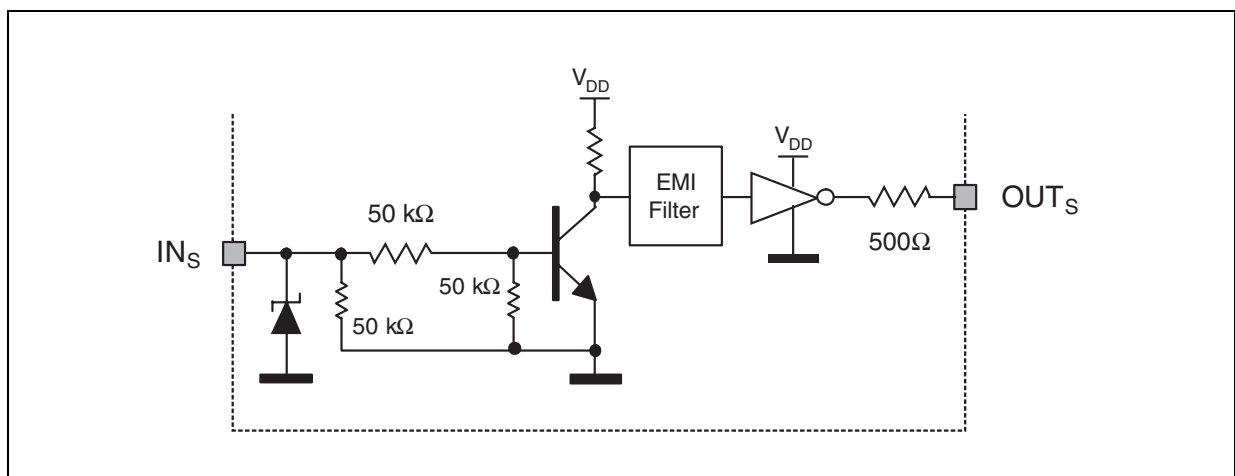 V_DD
EMI
Filter
V_DD
OUT_S
500Ω
50 kΩ
IN_S
50 kΩ
50 kΩ